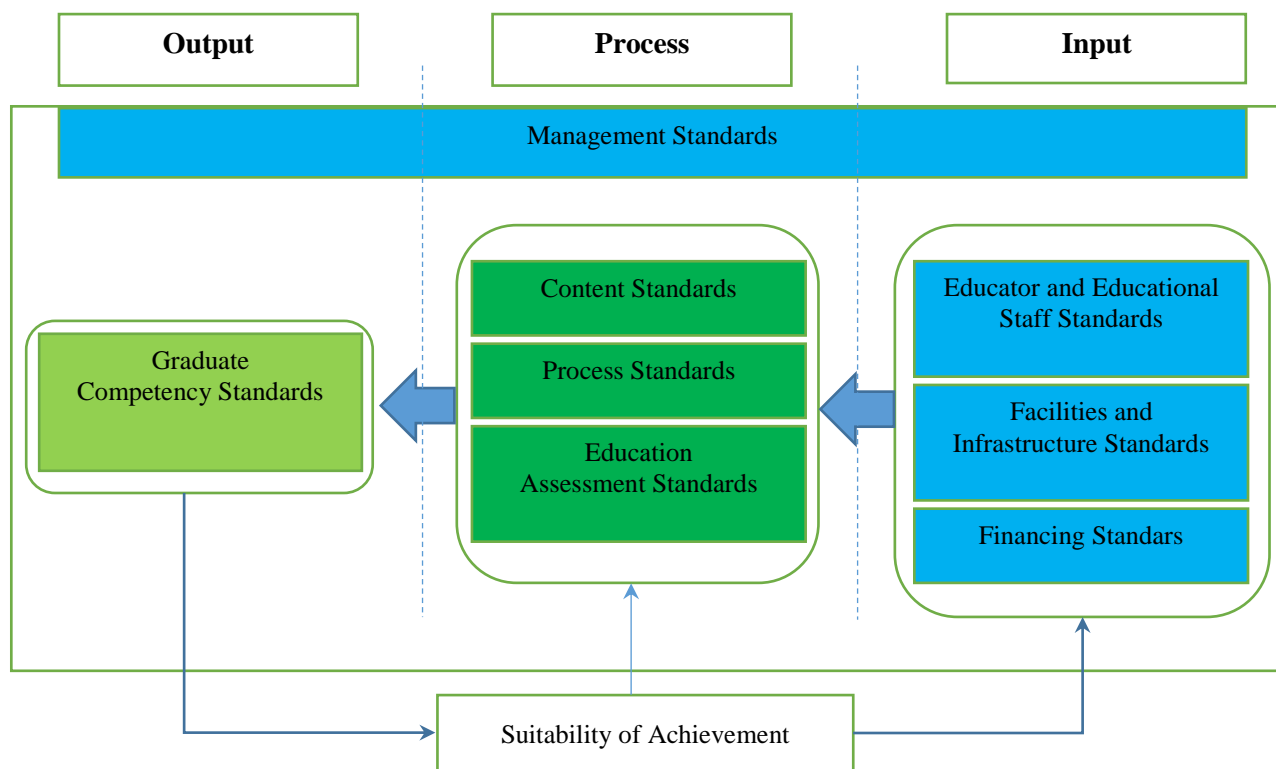 Output
Process
Input
Management Standards
Graduate
Competency Standards
Content Standards
Process Standards
Education
Assessment Standards
Educator and Educational
Staff Standards
Facilities and
Infrastructure Standards
Financing Standars
Suitability of Achievement